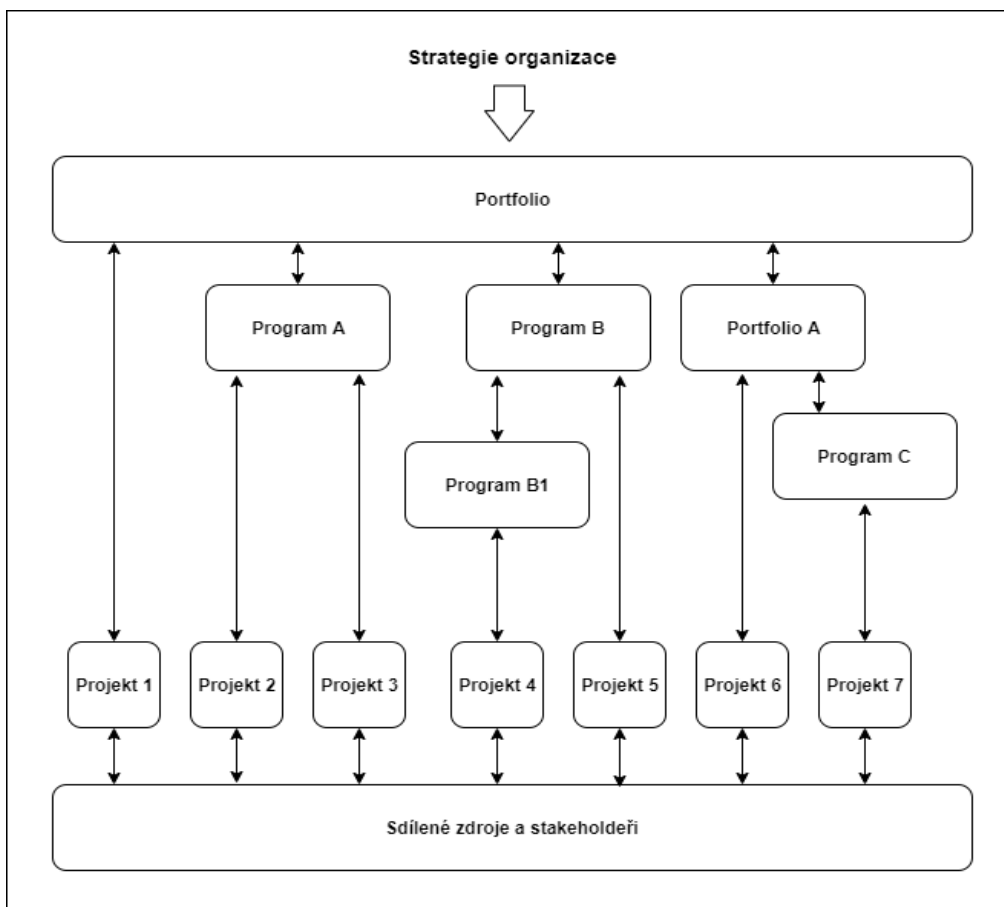 Strategie organizace
Portfolio
Program A
Program B
Portfolio A
Program C
Program B1
Projekt 1
Projekt 2
Projekt 3
Projekt 4
Projekt 5
Projekt 6
Projekt 7
Sdílené zdroje a stakeholdeři